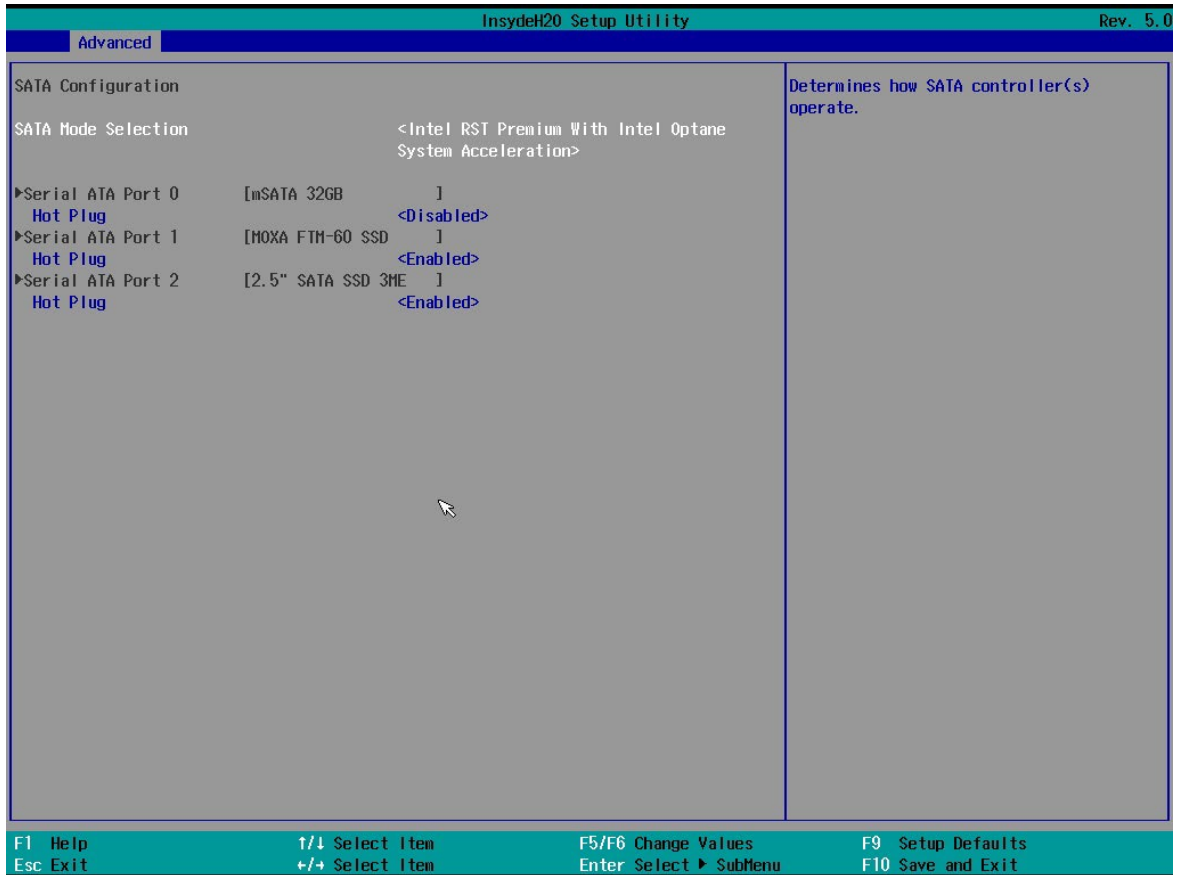 InsydeH2O Setup Utility Rev. 5.0
Advanced
SATA Configuration
SATA Mode Selection <Intel RST Premium With Intel Optane
System Acceleration>
▶Serial ATA Port 0 [mSATA 32GB ]
Hot Plug <Disabled>
▶Serial ATA Port 1 [MOXA FTM-60 SSD ]
Hot Plug <Enabled>
▶Serial ATA Port 2 [2.5" SATA SSD 3ME ]
Hot Plug <Enabled>
Determines how SATA controller(s)
operate.
F1 Help ↑/↓ Select Item F5/F6 Change Values F9 Setup Defaults
Esc Exit ←/→ Select Item Enter Select ▶ SubMenu F10 Save and Exit